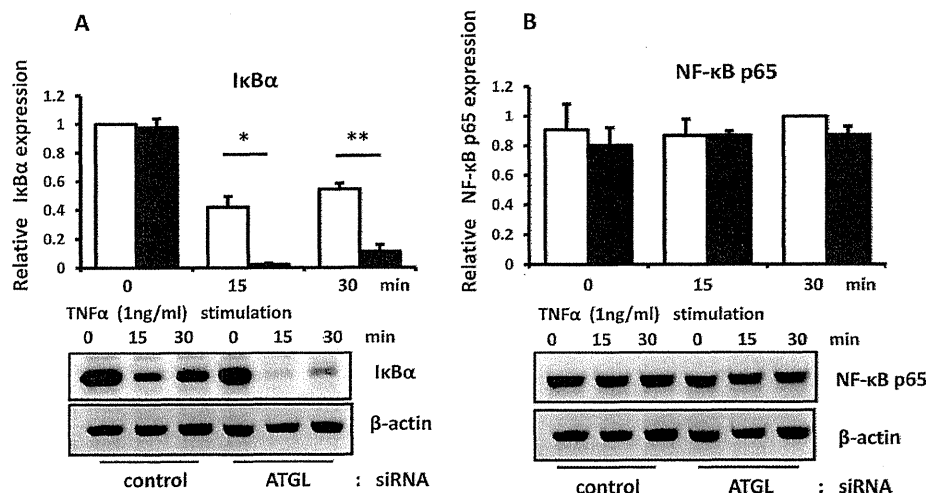 A
IκBα
Relative IκBα expression
1.2
1
0.8
0.6
0.4
0.2
0
*
**
0 15 30 min
TNFα (1ng/ml) stimulation
0 15 30 0 15 30 min
IκBα
β-actin
control ATGL : siRNA
B
NF-κB p65
Relative NF-κB p65 expression
1.2
1
0.8
0.6
0.4
0.2
0
0 15 30 min
TNFα (1ng/ml) stimulation
0 15 30 0 15 30 min
NF-κB p65
β-actin
control ATGL : siRNA